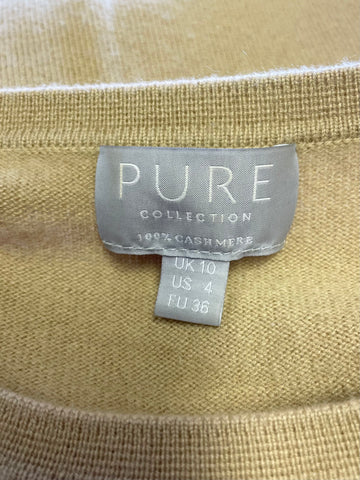 PURE
COLLECTION
100% CASHMERE
UK 10
US 4
EU 36